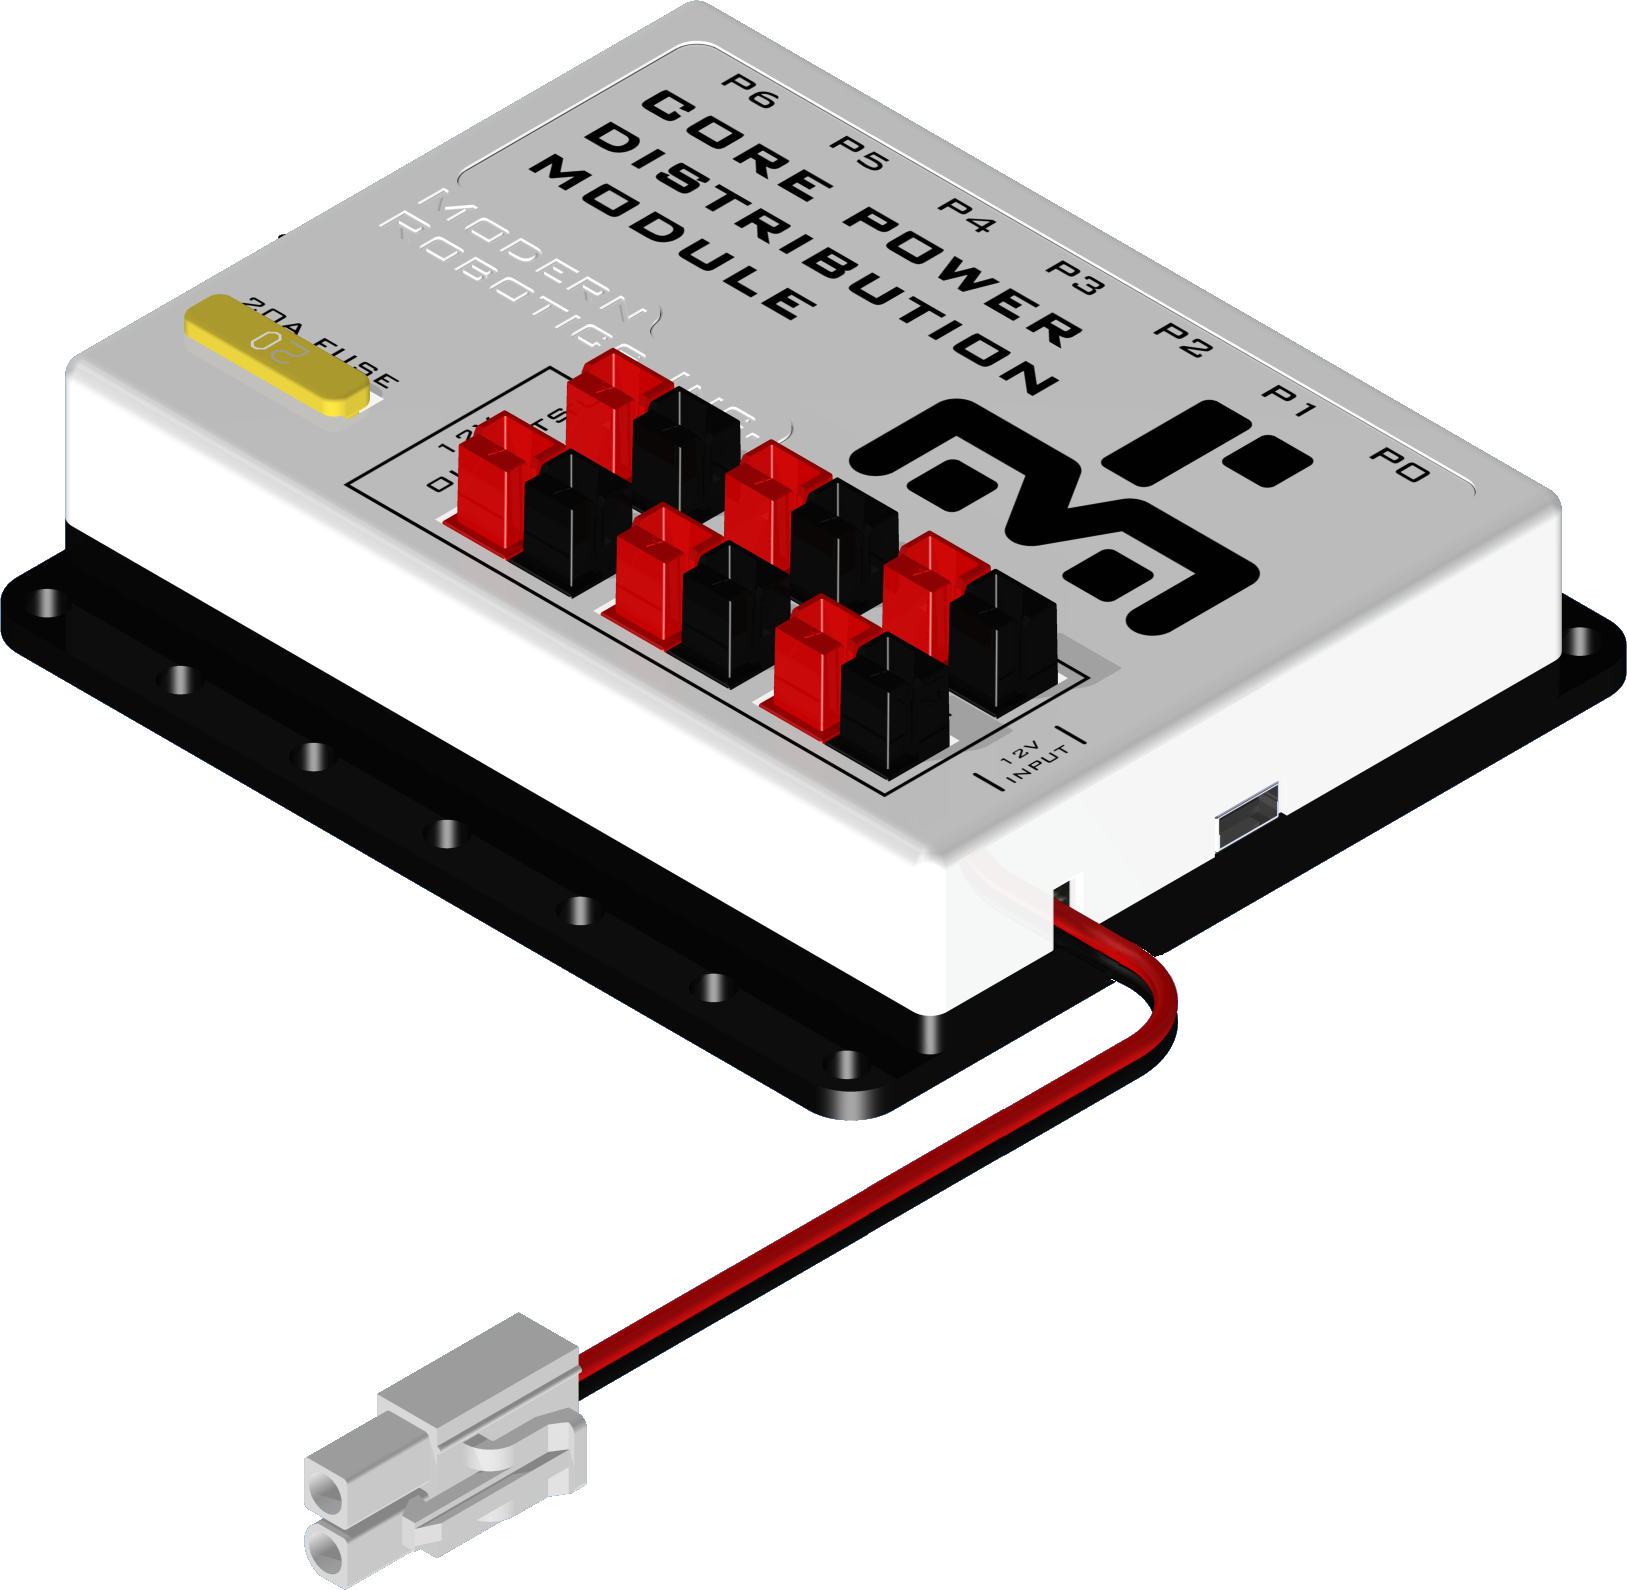 P6
P5
P4
P3
P2
P1
P0
CORE POWER
DISTRIBUTION
MODULE
MODERN
ROBOTICS INC.
20A FUSE
20
12V
12V
INPUT